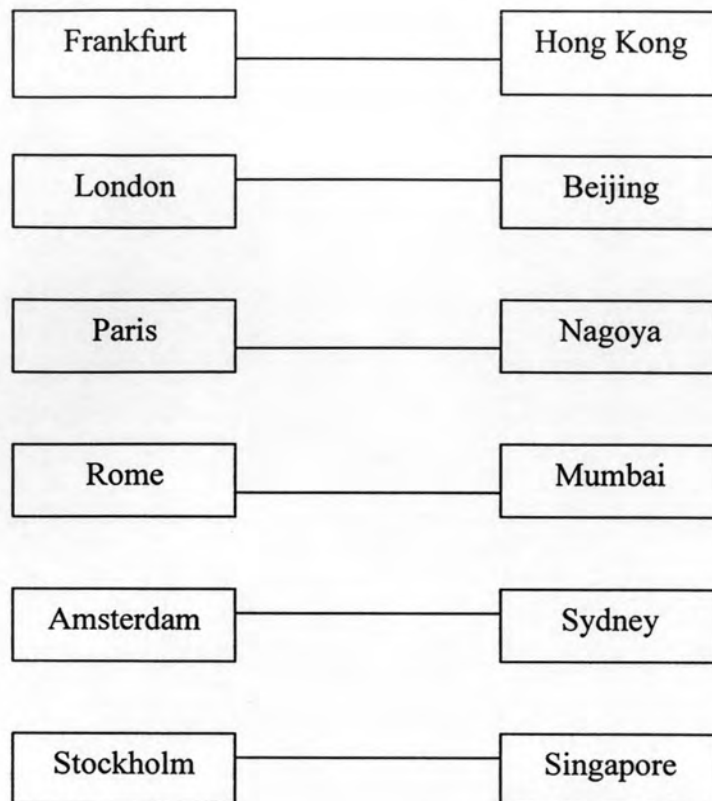 Frankfurt
Hong Kong
London
Beijing
Paris
Nagoya
Rome
Mumbai
Amsterdam
Sydney
Stockholm
Singapore